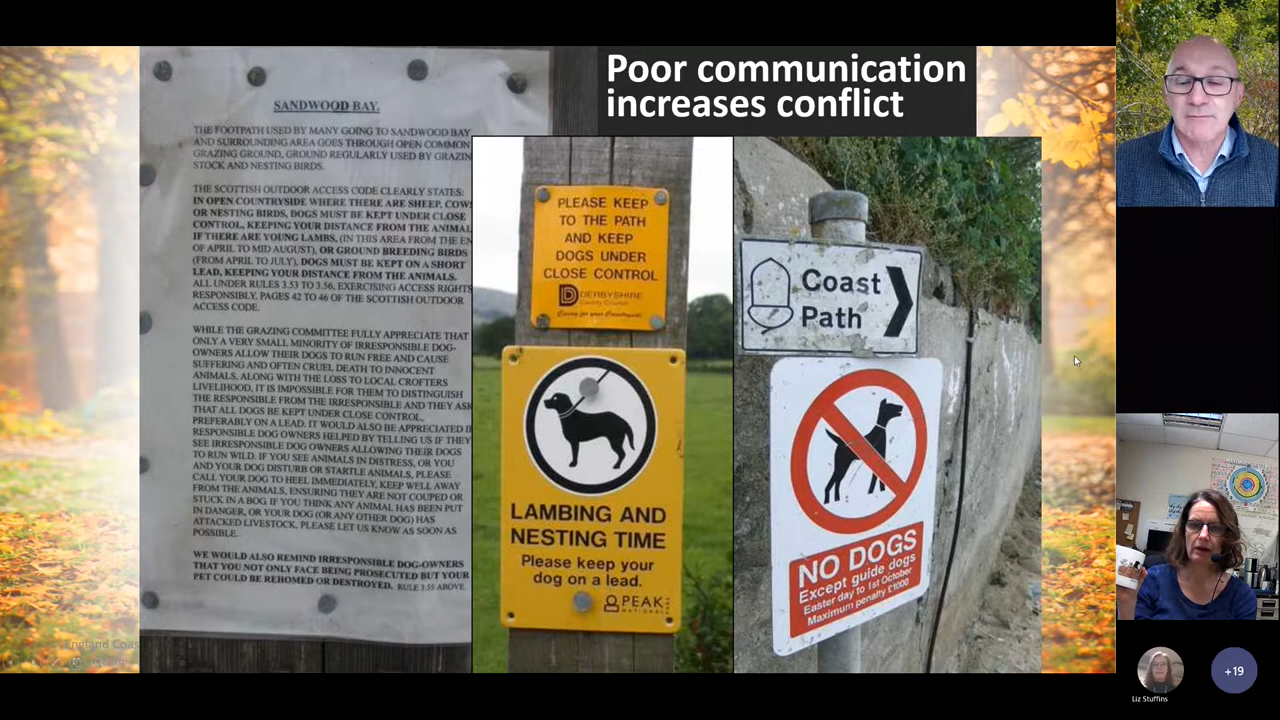 Poor communication
increases conflict
SANDWOOD BAY.
THE FOOTPATH USED BY MANY GOING TO SANDWOOD BAY
AND SURROUNDING AREA GOES THROUGH OPEN COMMON
GRAZING GROUND, GROUND REGULARLY USED BY GRAZIN
STOCK AND NESTING BIRDS.
THE SCOTTISH OUTDOOR ACCESS CODE CLEARLY STATES:
IN OPEN COUNTRYSIDE WHERE THERE ARE SHEEP, COWS
OR NESTING BIRDS, DOGS MUST BE KEPT UNDER CLOSE
CONTROL, KEEPING YOUR DISTANCE FROM THE ANIMAL
IF THERE ARE YOUNG LAMBS, (IN THIS AREA FROM THE EN
OF APRIL TO MID AUGUST), OR GROUND BREEDING BIRDS
(FROM APRIL TO JULY), DOGS MUST BE KEPT ON A SHORT
LEAD, KEEPING YOUR DISTANCE FROM THE ANIMALS.
ALL UNDER RULES 3.53 TO 3.56, EXERCISING ACCESS RIGHTS
RESPONSIBLY, PAGES 42 TO 46 OF THE SCOTTISH OUTDOOR
ACCESS CODE.
WHILE THE GRAZING COMMITTEE FULLY APPRECIATE THAT
ONLY A VERY SMALL MINORITY OF IRRESPONSIBLE DOG-
OWNERS ALLOW THEIR DOGS TO RUN FREE AND CAUSE
SUFFERING AND OFTEN CRUEL DEATH TO INNOCENT
ANIMALS, ALONG WITH THE LOSS TO LOCAL CROFTERS
LIVELIHOOD, IT IS IMPOSSIBLE FOR THEM TO DISTINGUISH
THE RESPONSIBLE FROM THE IRRESPONSIBLE AND THEY ASK
THAT ALL DOGS BE KEPT UNDER CLOSE CONTROL,
PREFERABLY ON A LEAD. IT WOULD ALSO BE APPRECIATED IF
RESPONSIBLE DOG OWNERS HELPED BY TELLING US IF THEY
SEE IRRESPONSIBLE DOG OWNERS ALLOWING THEIR DOGS
TO RUN WILD. IF YOU SEE ANIMALS IN DISTRESS, OR YOU
AND YOUR DOG DISTURB OR STARTLE ANIMALS, PLEASE
CALL YOUR DOG TO HEEL IMMEDIATELY, KEEP WELL AWAY
FROM THE ANIMALS, ENSURING THEY ARE NOT COUPED OR
STUCK IN A BOG. IF YOU THINK ANY ANIMAL HAS BEEN PUT
IN DANGER, OR YOUR DOG (OR ANY OTHER DOG) HAS
ATTACKED LIVESTOCK, PLEASE LET US KNOW AS SOON AS
POSSIBLE.
WE WOULD ALSO REMIND IRRESPONSIBLE DOG-OWNERS
THAT YOU NOT ONLY FACE BEING PROSECUTED BUT YOUR
PET COULD BE REHOMED OR DESTROYED. RULE 3.55 ABOVE.
PLEASE KEEP
TO THE PATH
AND KEEP
DOGS UNDER
CLOSE CONTROL
DERBYSHIRE
County Council
Caring for your Countryside
LAMBING AND
NESTING TIME
Please keep your
dog on a lead.
PEAK
Coast
Path
NO DOGS
Except guide dogs
Easter day to 1st October
Maximum penalty £1000
England Coas
Liz Stuffins
+19